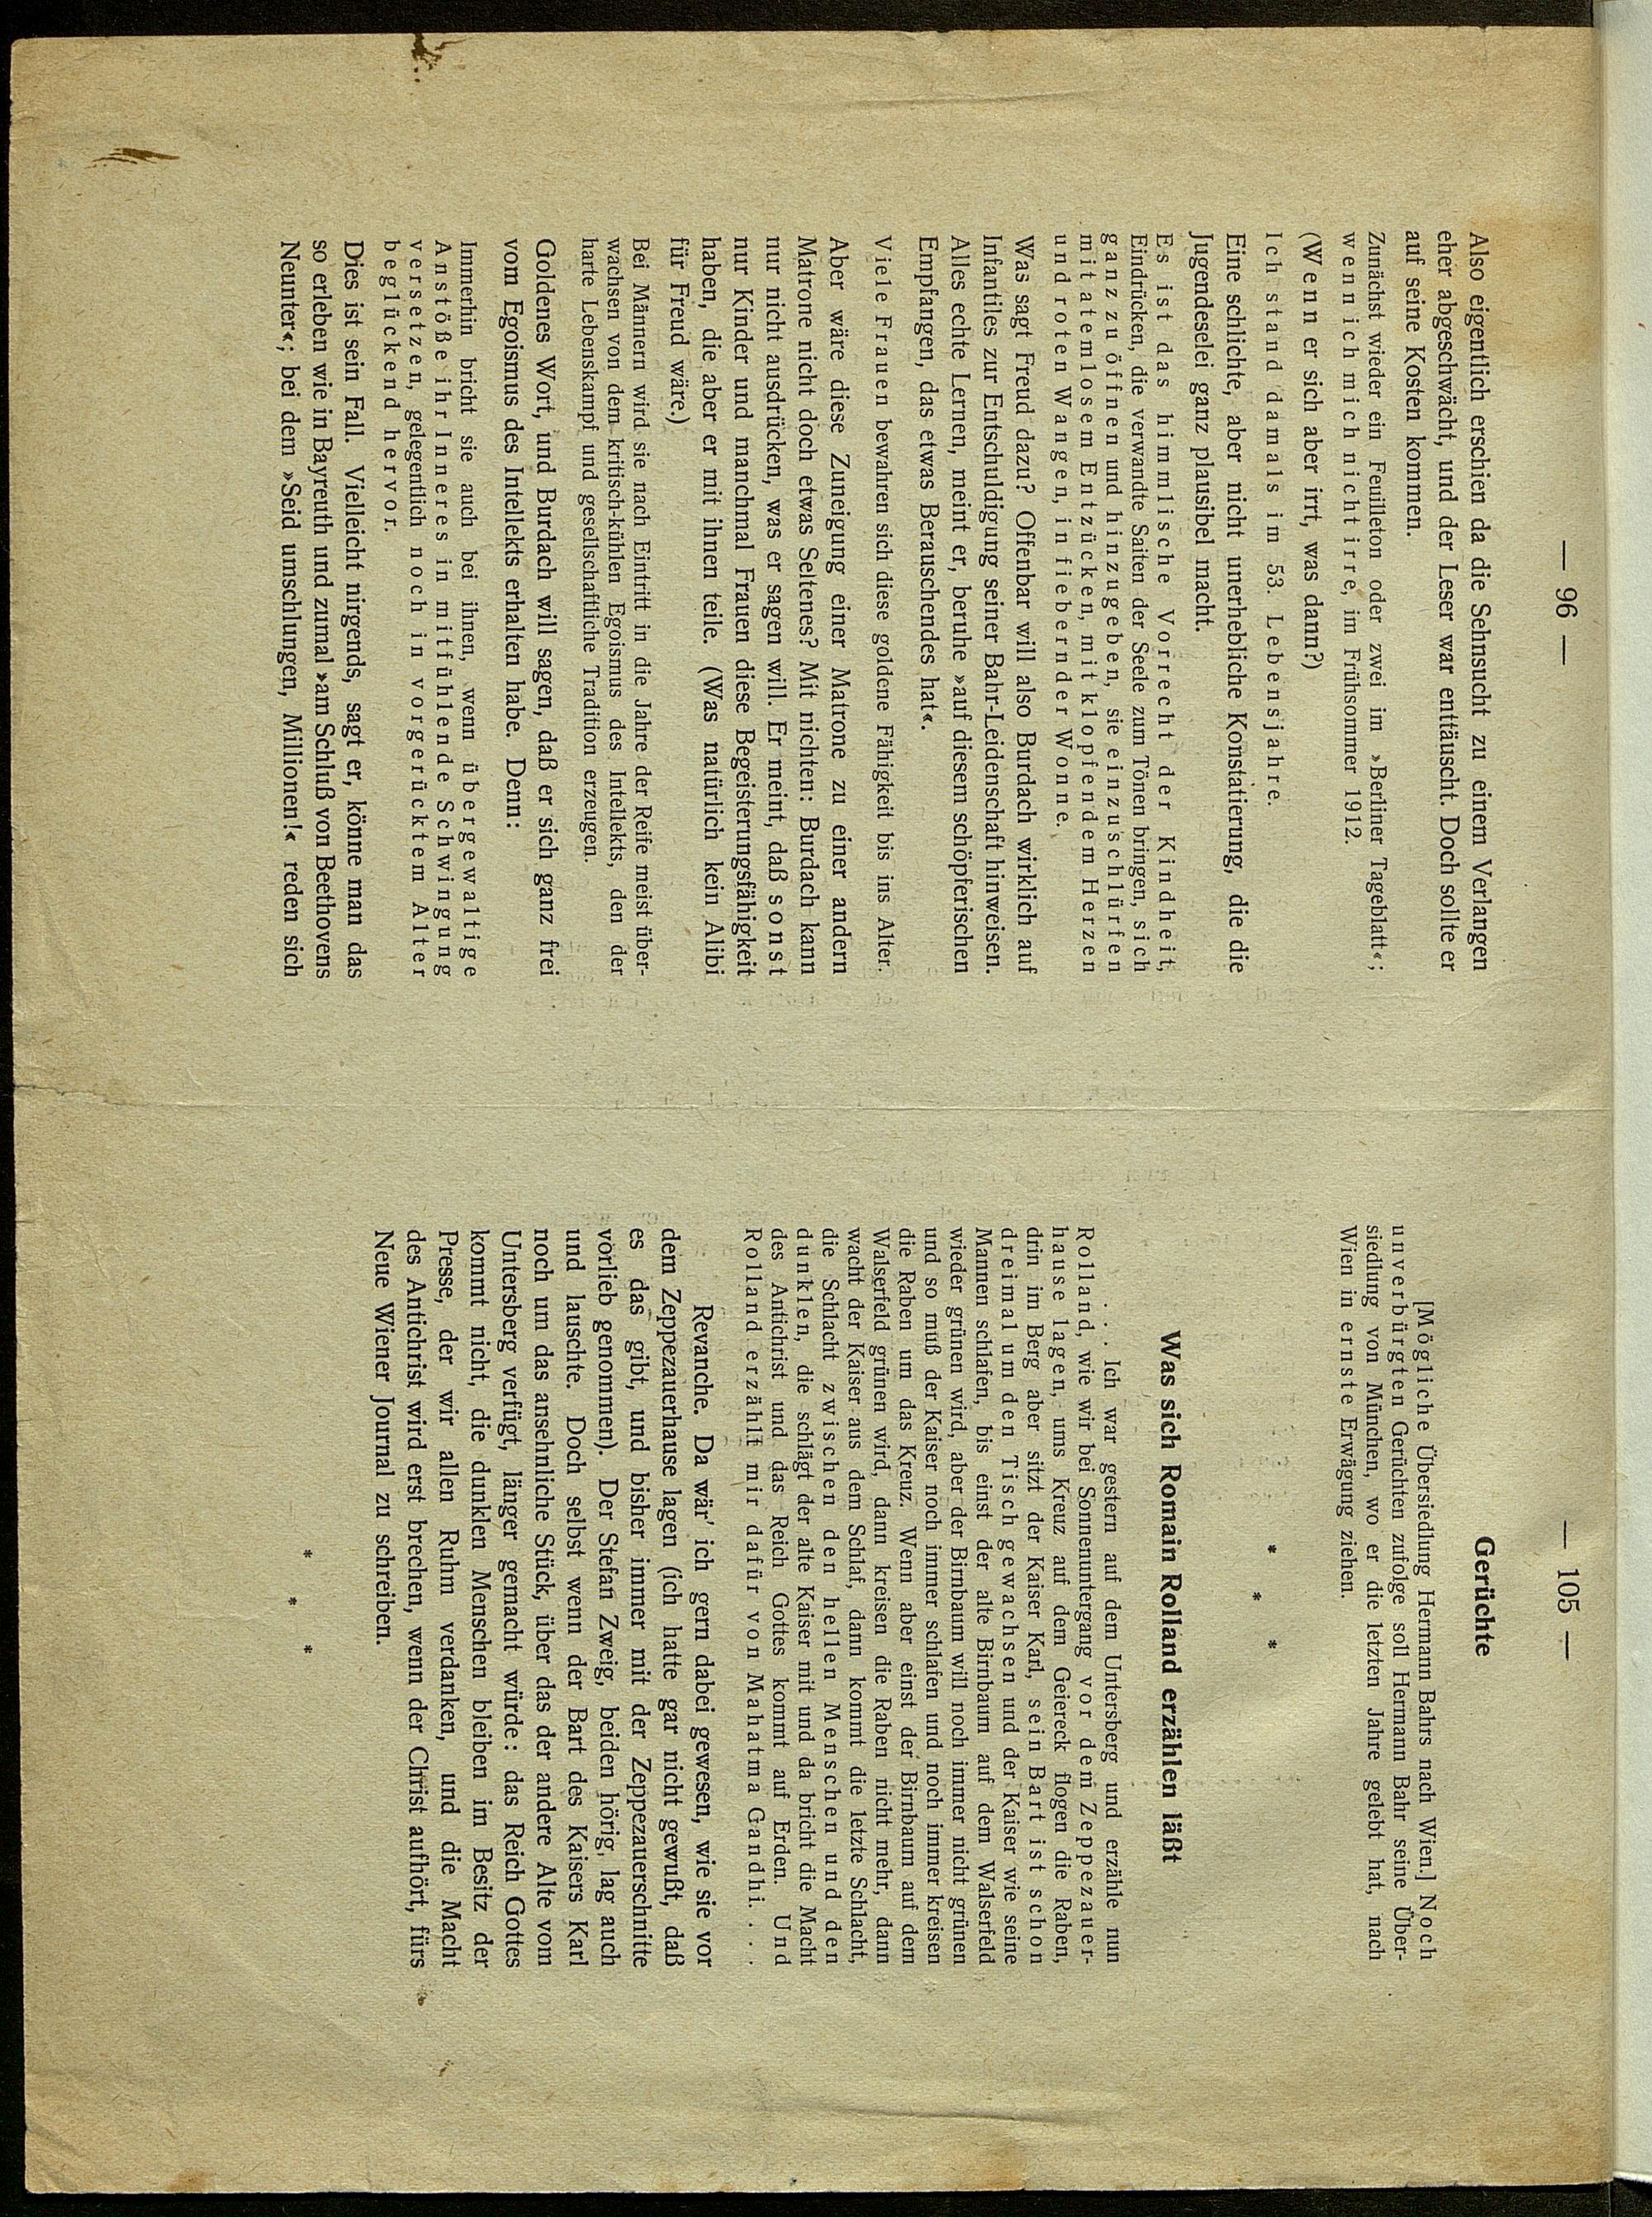 — 96 —
Also eigentlich erschien da die Sehnsucht zu einem Verlangen
eher abgeschwächt, und der Leser war enttäuscht. Doch sollte er
auf seine Kosten kommen.
Zunächst wieder ein Feuilleton oder zwei im »Berliner Tageblatt«;
wenn ich mich nicht irre, im Frühsommer 1912.
(Wenn er sich aber irrt, was dann?)
Ich stand damals im 53. Lebensjahre.
Eine schlichte, aber nicht unerhebliche Konstatierung, die die
Jugendeselei ganz plausibel macht.
Es ist das himmlische Vorrecht der Kindheit,
Eindrücken, die verwandte Saiten der Seele zum Tönen bringen, sich
ganz zu öffnen und hinzugeben, sie einzuschlürfen
mit atemlosem Entzücken, mit klopfendem Herzen
und roten Wangen, in fiebernder Wonne.
Was sagt Freud dazu? Offenbar will also Burdach wirklich auf
Infantiles zur Entschuldigung seiner Bahr-Leidenschaft hinweisen.
Alles echte Lernen, meint er, beruhe »auf diesem schöpferischen
Empfangen, das etwas Berauschendes hat«.
Viele Frauen bewahren sich diese goldene Fähigkeit bis ins Alter.
Aber wäre diese Zuneigung einer Matrone zu einer andern
Matrone nicht doch etwas Seltenes? Mit nichten: Burdach kann
nur nicht ausdrücken, was er sagen will. Er meint, daß sonst
nur Kinder und manchmal Frauen diese Begeisterungsfähigkeit
haben, die aber er mit ihnen teile. (Was natürlich kein Alibi
für Freud wäre.)
Bei Männern wird sie nach Eintritt in die Jahre der Reife meist über-
wachsen von dem kritisch-kühlen Egoismus des Intellekts, den der
harte Lebenskampf und gesellschaftliche Tradition erzeugen.
Goldenes Wort, und Burdach will sagen, daß er sich ganz frei
vom Egoismus des Intellekts erhalten habe. Denn:
Immerhin bricht sie auch bei ihnen, wenn übergewaltige
Anstöße ihr Inneres in mitfühlende Schwingung
versetzen, gelegentlich noch in vorgerücktem Alter
beglückend hervor.
Dies ist sein Fall. Vielleicht nirgends, sagt er, könne man das
so erleben wie in Bayreuth und zumal »am Schluß von Beethovens
Neunter«; bei dem »Seid umschlungen, Millionen!« reden sich
— 105 —
Gerüchte
[Mögliche Übersiedlung Hermann Bahrs nach Wien.] Noch
unverbürgten Gerüchten zufolge soll Hermann Bahr seine Über-
siedlung von München, wo er die letzten Jahre gelebt hat, nach
Wien in ernste Erwägung ziehen.
* * *
Was sich Romain Rolland erzählen läßt
. . . Ich war gestern auf dem Untersberg und erzähle nun
Rolland, wie wir bei Sonnenuntergang vor dem Zeppezauer-
hause lagen, ums Kreuz auf dem Geiereck flogen die Raben,
drin im Berg aber sitzt der Kaiser Karl, sein Bart ist schon
dreimal um den Tisch gewachsen und der Kaiser wie seine
Mannen schlafen, bis einst der alte Birnbaum auf dem Walserfeld
wieder grünen wird, aber der Birnbaum will noch immer nicht grünen
und so muß der Kaiser noch immer schlafen und noch immer kreisen
die Raben um das Kreuz. Wenn aber einst der Birnbaum auf dem
Walserfeld grünen wird, dann kreisen die Raben nicht mehr, dann
wacht der Kaiser aus dem Schlaf, dann kommt die letzte Schlacht,
die Schlacht zwischen den hellen Menschen und den
dunklen, die schlägt der alte Kaiser mit und da bricht die Macht
des Antichrist und das Reich Gottes kommt auf Erden. Und
Rolland erzählt mir dafür von Mahatma Gandhi. . . .
Revanche. Da wär' ich gern dabei gewesen, wie sie vor
dem Zeppezauerhause lagen (ich hatte gar nicht gewußt, daß
es das gibt, und bisher immer mit der Zeppezauerschnitte
vorlieb genommen). Der Stefan Zweig, beiden hörig, lag auch
und lauschte. Doch selbst wenn der Bart des Kaisers Karl
noch um das ansehnliche Stück, über das der andere Alte vom
Untersberg verfügt, länger gemacht würde: das Reich Gottes
kommt nicht, die dunklen Menschen bleiben im Besitz der
Presse, der wir allen Ruhm verdanken, und die Macht
des Antichrist wird erst brechen, wenn der Christ aufhört, fürs
Neue Wiener Journal zu schreiben.
* * *